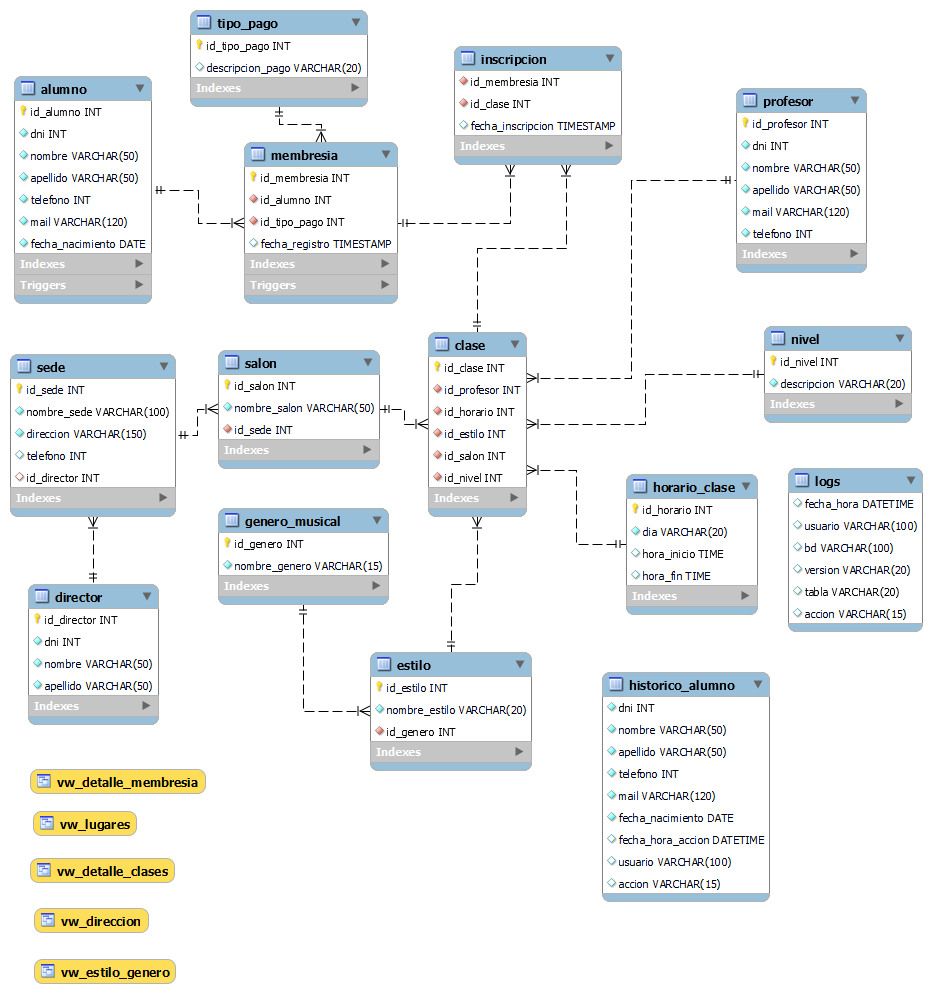 tipo_pago
id_tipo_pago INT
descripcion_pago VARCHAR(20)
Indexes
inscripcion
id_membresia INT
id_clase INT
fecha_inscripcion TIMESTAMP
Indexes
alumno
id_alumno INT
dni INT
nombre VARCHAR(50)
apellido VARCHAR(50)
telefono INT
mail VARCHAR(120)
fecha_nacimiento DATE
Indexes
Triggers
membresia
id_membresia INT
id_alumno INT
id_tipo_pago INT
fecha_registro TIMESTAMP
Indexes
Triggers
profesor
id_profesor INT
dni INT
nombre VARCHAR(50)
apellido VARCHAR(50)
mail VARCHAR(120)
telefono INT
Indexes
sede
id_sede INT
nombre_sede VARCHAR(100)
direccion VARCHAR(150)
telefono INT
id_director INT
Indexes
salon
id_salon INT
nombre_salon VARCHAR(50)
id_sede INT
Indexes
clase
id_clase INT
id_profesor INT
id_horario INT
id_estilo INT
id_salon INT
id_nivel INT
Indexes
nivel
id_nivel INT
descripcion VARCHAR(20)
Indexes
horario_clase
id_horario INT
dia VARCHAR(20)
hora_inicio TIME
hora_fin TIME
Indexes
logs
fecha_hora DATETIME
usuario VARCHAR(100)
bd VARCHAR(100)
version VARCHAR(20)
tabla VARCHAR(20)
accion VARCHAR(15)
genero_musical
id_genero INT
nombre_genero VARCHAR(15)
Indexes
director
id_director INT
dni INT
nombre VARCHAR(50)
apellido VARCHAR(50)
Indexes
estilo
id_estilo INT
nombre_estilo VARCHAR(20)
id_genero INT
Indexes
historico_alumno
dni INT
nombre VARCHAR(50)
apellido VARCHAR(50)
telefono INT
mail VARCHAR(120)
fecha_nacimiento DATE
fecha_hora_accion DATETIME
usuario VARCHAR(100)
accion VARCHAR(15)
vw_detalle_membresia
vw_lugares
vw_detalle_clases
vw_direccion
vw_estilo_genero